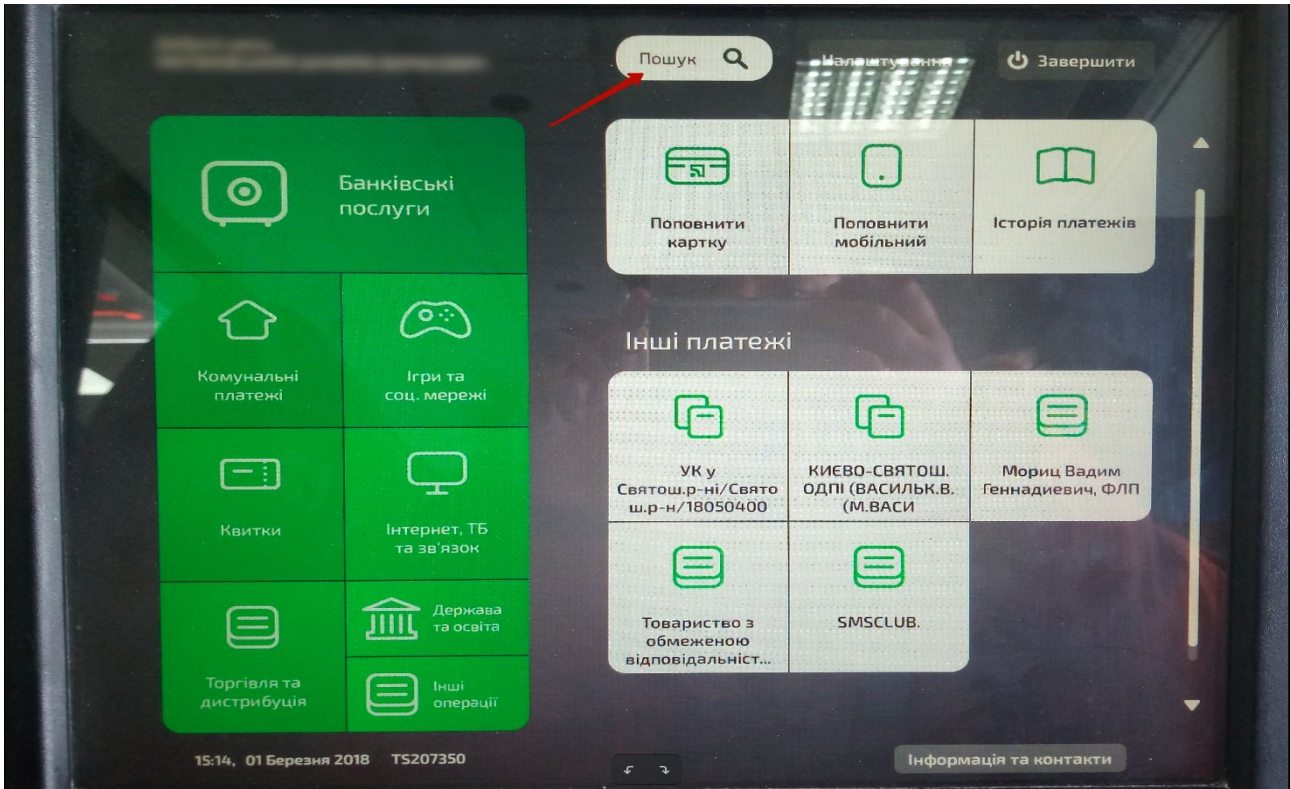 Пошук
Налаштування
Завершити
Банківські
послуги
Комунальні
платежі
Ігри та
соц. мережі
Квитки
Інтернет, ТБ
та зв'язок
Торгівля та
дистрибуція
Держава
та освіта
Інші
операції
Поповнити
картку
Поповнити
мобільний
Історія платежів
Інші платежі
УК у
Святош.р-ні/Свято
ш.р-н/18050400
КИЄВО-СВЯТОШ.
ОДПІ (ВАСИЛЬК.В.
(М.ВАСИ
Мориц Вадим
Геннадиевич, ФЛП
Товариство з
обмеженою
відповідальніст...
SMSCLUB.
15:14, 01 Березня 2018 TS207350
Інформація та контакти